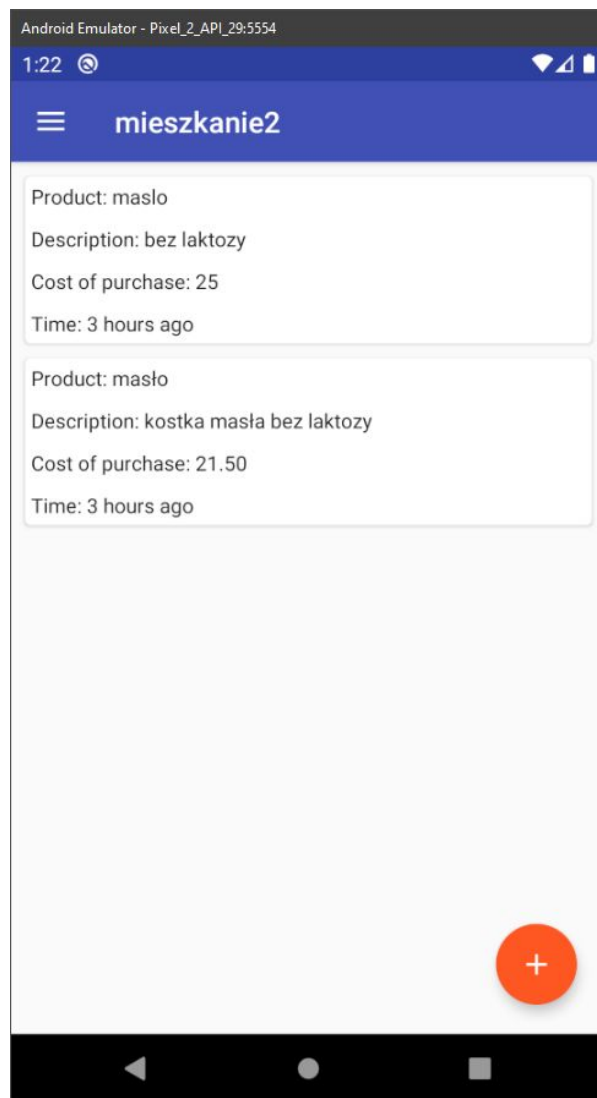 Android Emulator - Pixel_2_API_29:5554
1:22
mieszkanie2
Product: maslo
Description: bez laktozy
Cost of purchase: 25
Time: 3 hours ago
Product: masło
Description: kostka masła bez laktozy
Cost of purchase: 21.50
Time: 3 hours ago
+